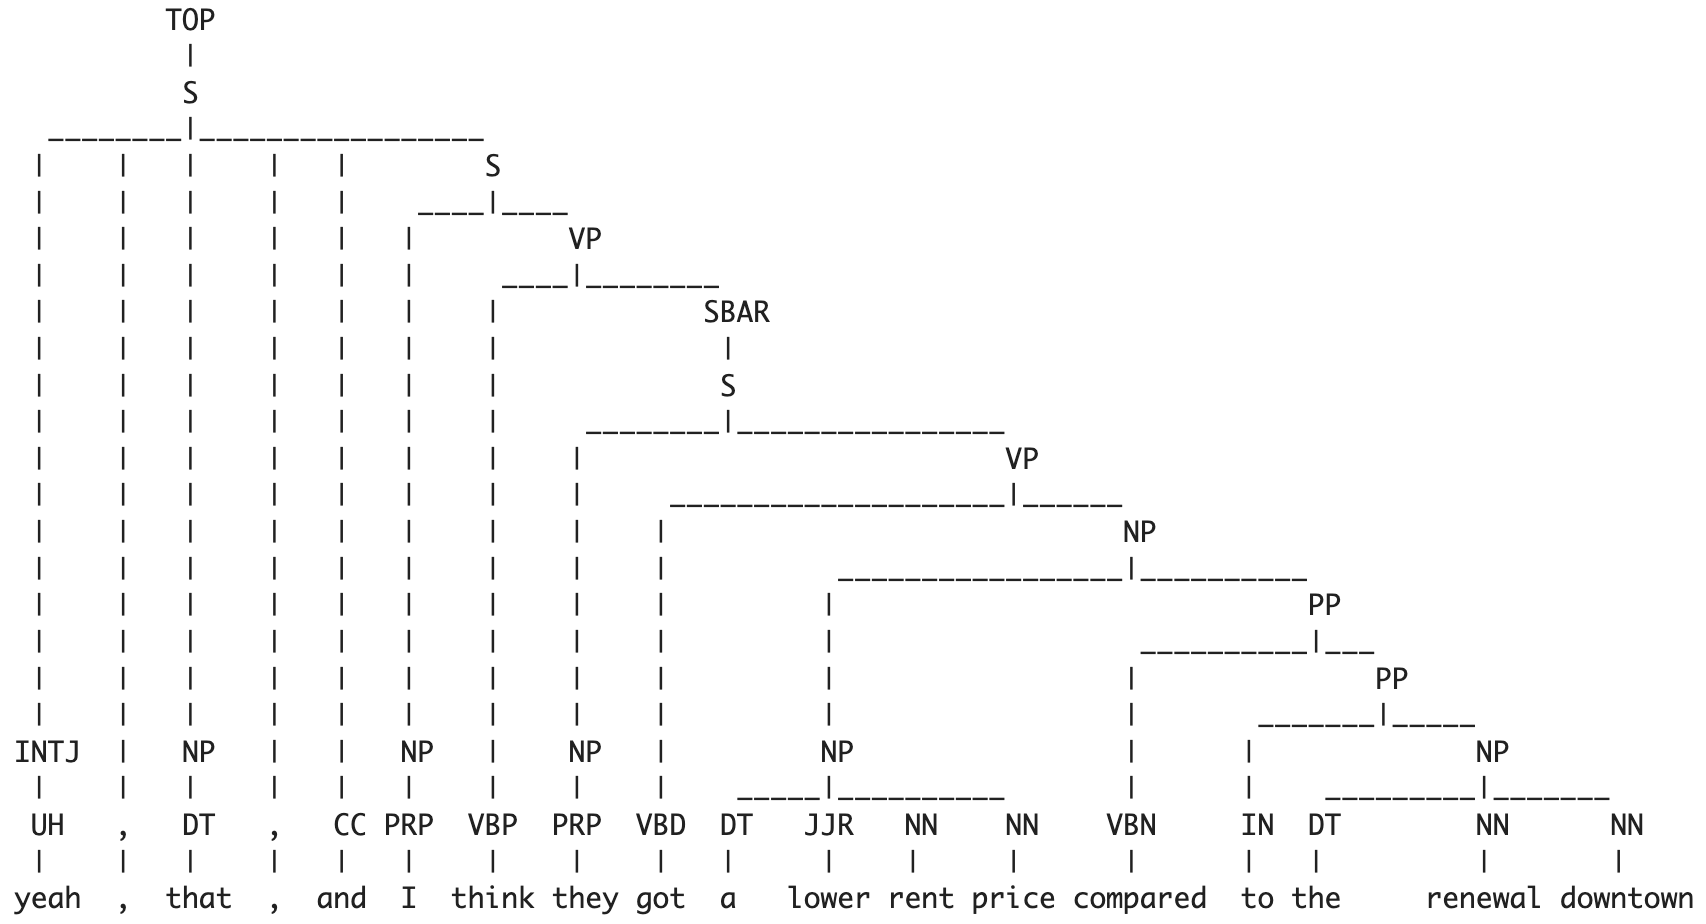 TOP
S
S
VP
SBAR
S
VP
NP
PP
PP
INTJ NP NP NP NP NP
UH , DT , CC PRP VBP PRP VBD DT JJR NN NN VBN IN DT NN NN
yeah , that , and I think they got a lower rent price compared to the renewal downtown